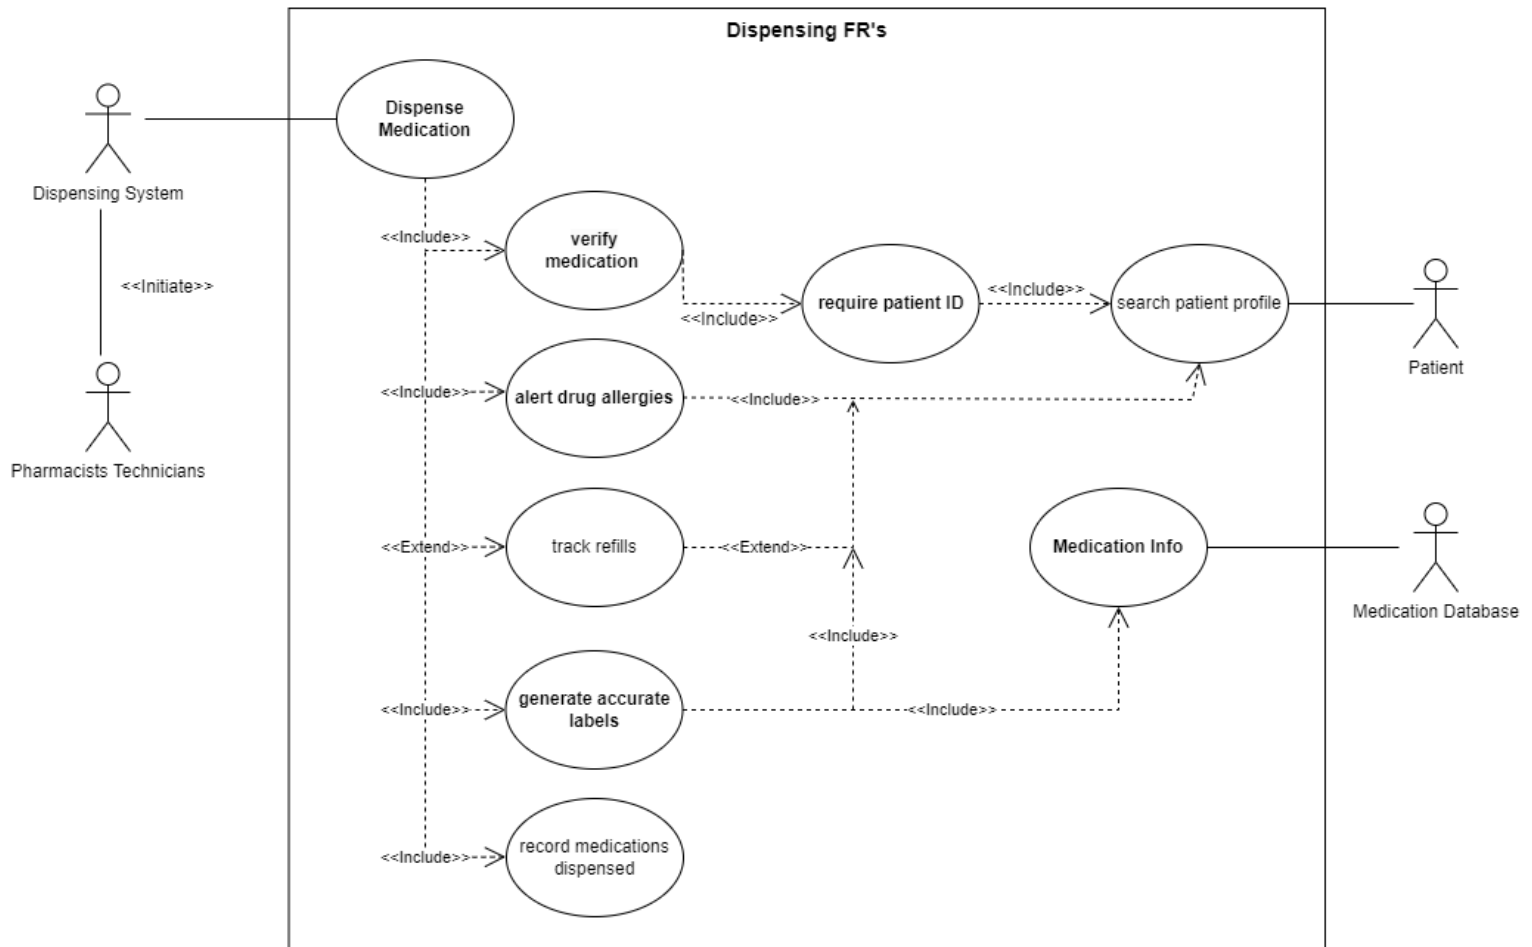 Dispensing FR's
Dispense
Medication
Dispensing System
<<Include>>
verify
medication
<<Initiate>>
require patient ID
<<Include>>
search patient profile
<<Include>>
Patient
<<Include>>
alert drug allergies
<<Include>>
Pharmacists Technicians
<<Extend>>
track refills
<<Extend>>
Medication Info
Medication Database
<<Include>>
<<Include>>
generate accurate
labels
<<Include>>
<<Include>>
record medications
dispensed